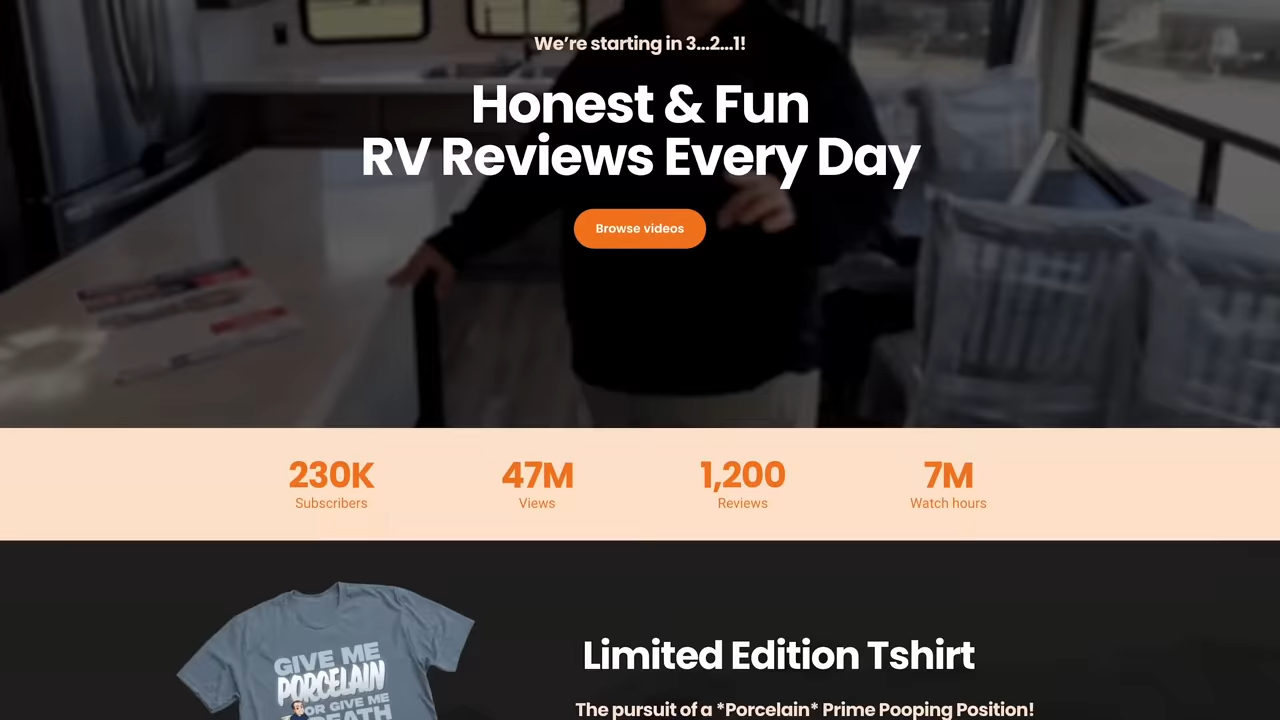 We’re starting in 3...2...1!
Honest & Fun
RV Reviews Every Day
Browse videos
230K
Subscribers
47M
Views
1,200
Reviews
7M
Watch hours
GIVE ME
PORCELAIN
OR GIVE ME
DEATH
Limited Edition Tshirt
The pursuit of a *Porcelain* Prime Pooping Position!